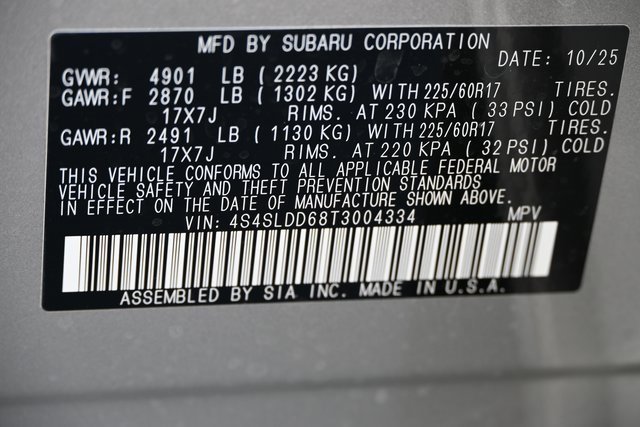 MFD BY SUBARU CORPORATION
DATE: 10/25
GVWR: 4901 LB (2223 KG)
GAWR:F 2870 LB (1302 KG) WITH 225/60R17 TIRES.
17X7J RIMS. AT 230 KPA (33 PSI) COLD
GAWR:R 2491 LB (1130 KG) WITH 225/60R17 TIRES.
17X7J RIMS. AT 220 KPA (32 PSI) COLD
THIS VEHICLE CONFORMS TO ALL APPLICABLE FEDERAL MOTOR
VEHICLE SAFETY AND THEFT PREVENTION STANDARDS
IN EFFECT ON THE DATE OF MANUFACTURE SHOWN ABOVE.
VIN: 4S4SLDD68T3004334 MPV
ASSEMBLED BY SIA INC. MADE IN U.S.A.